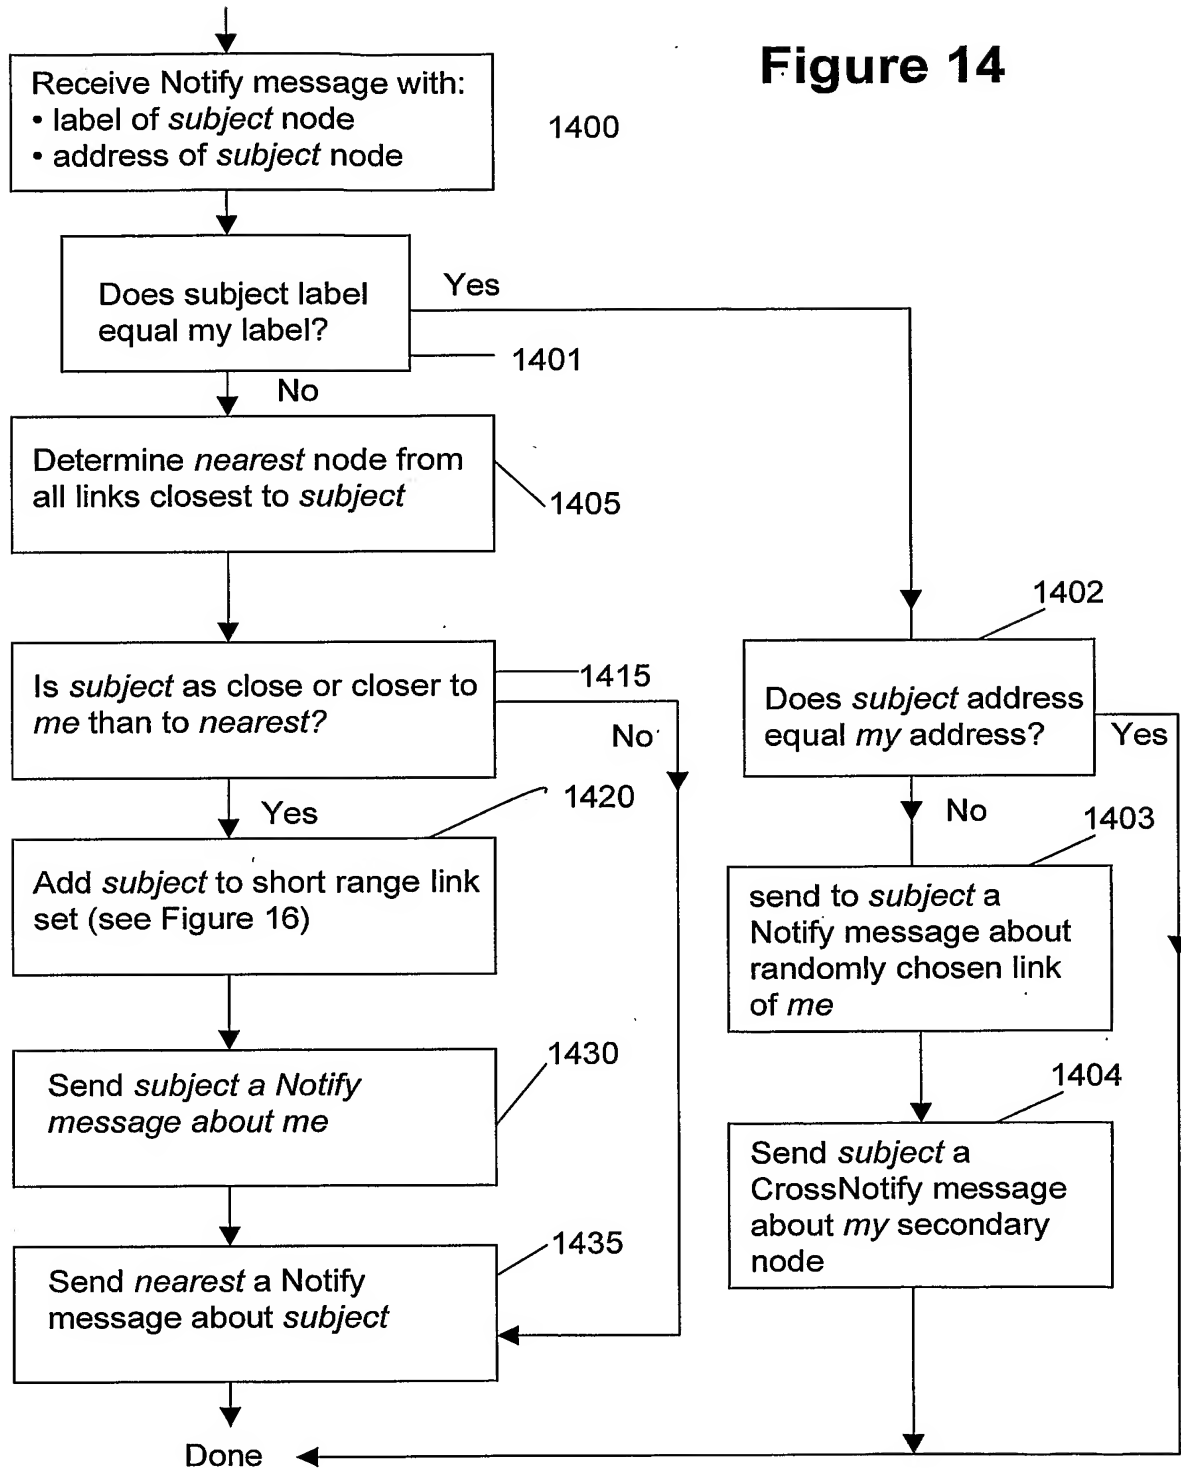 Figure 14
Receive Notify message with:
• label of subject node
• address of subject node
1400
Does subject label
equal my label?
Yes
1401
No
Determine nearest node from
all links closest to subject
1405
Is subject as close or closer to
me than to nearest?
1415
No
Yes
1420
Add subject to short range link
set (see Figure 16)
Send subject a Notify
message about me
1430
Send nearest a Notify
message about subject
1435
Done
1402
Does subject address
equal my address?
Yes
No
1403
send to subject a
Notify message about
randomly chosen link
of me
1404
Send subject a
CrossNotify message
about my secondary
node